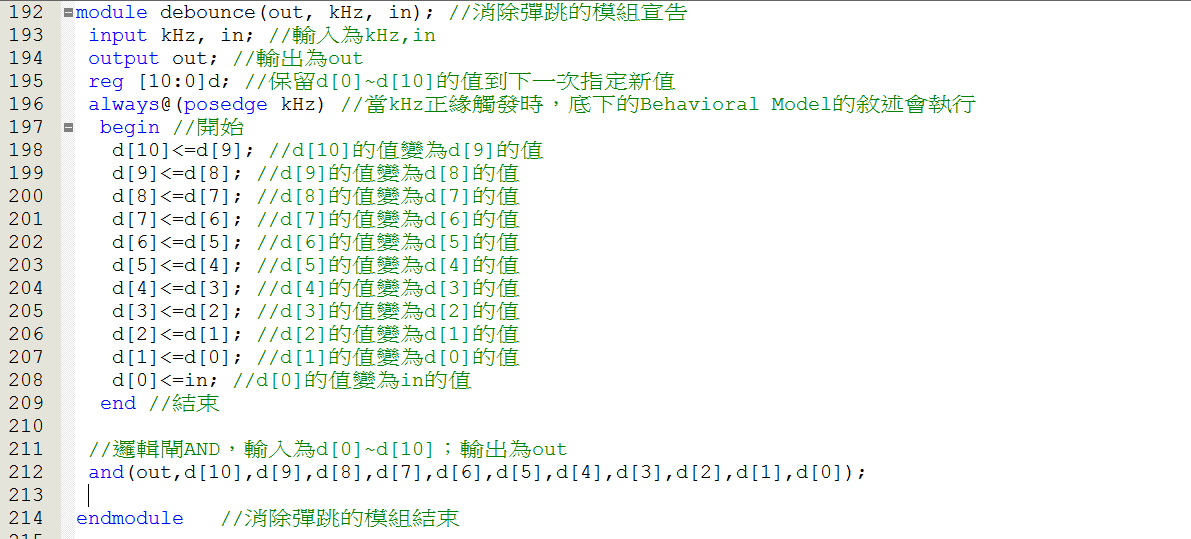 192 module debounce(out, kHz, in); //消除彈跳的模組宣告
193 input kHz, in; //輸入為kHz,in
194 output out; //輸出為out
195 reg [10:0]d; //保留d[0]~d[10]的值到下一次指定新值
196 always@(posedge kHz) //當kHz正緣觸發時，底下的Behavioral Model的敘述會執行
197 begin //開始
198 d[10]<=d[9]; //d[10]的值變為d[9]的值
199 d[9]<=d[8]; //d[9]的值變為d[8]的值
200 d[8]<=d[7]; //d[8]的值變為d[7]的值
201 d[7]<=d[6]; //d[7]的值變為d[6]的值
202 d[6]<=d[5]; //d[6]的值變為d[5]的值
203 d[5]<=d[4]; //d[5]的值變為d[4]的值
204 d[4]<=d[3]; //d[4]的值變為d[3]的值
205 d[3]<=d[2]; //d[3]的值變為d[2]的值
206 d[2]<=d[1]; //d[2]的值變為d[1]的值
207 d[1]<=d[0]; //d[1]的值變為d[0]的值
208 d[0]<=in; //d[0]的值變為in的值
209 end //結束
210
211 //邏輯閘AND，輸入為d[0]~d[10]；輸出為out
212 and(out,d[10],d[9],d[8],d[7],d[6],d[5],d[4],d[3],d[2],d[1],d[0]);
213
214 endmodule //消除彈跳的模組結束
215